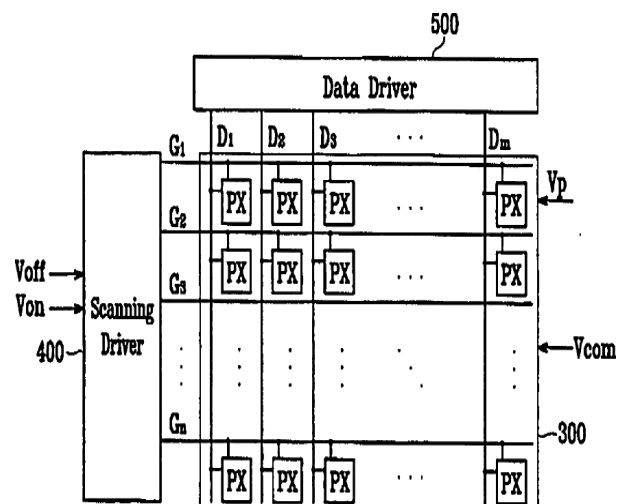 500
Data Driver
D1 D2 D3 ... Dm
G1
PX PX PX ... PX
Vp
G2
PX PX PX ... PX
Voff
G3
Von
Scanning
Driver
400
Vcom
Gn
300
PX PX PX ... PX